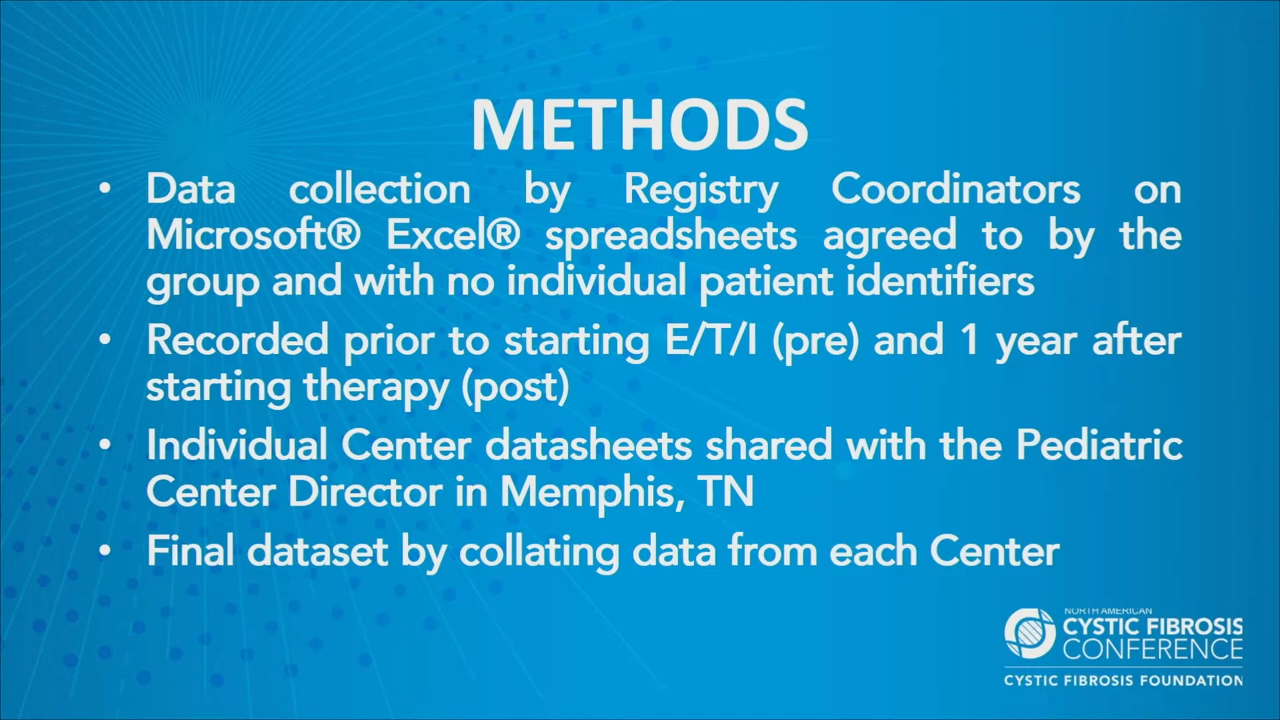 METHODS
• Data collection by Registry Coordinators on
Microsoft® Excel® spreadsheets agreed to by the
group and with no individual patient identifiers
• Recorded prior to starting E/T/I (pre) and 1 year after
starting therapy (post)
• Individual Center datasheets shared with the Pediatric
Center Director in Memphis, TN
• Final dataset by collating data from each Center
NORTH AMERICAN
CYSTIC FIBROSIS
CONFERENCE
CYSTIC FIBROSIS FOUNDATION